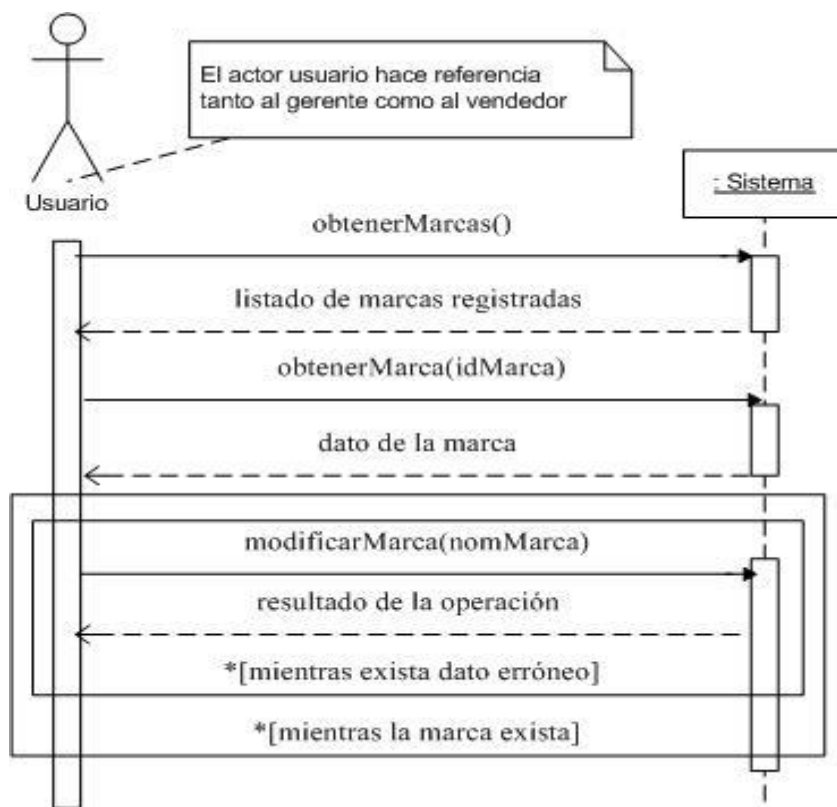 El actor usuario hace referencia
tanto al gerente como al vendedor
Usuario
: Sistema
obtenerMarcas()
listado de marcas registradas
obtenerMarca(idMarca)
dato de la marca
modificarMarca(nomMarca)
resultado de la operación
*[mientras exista dato erróneo]
*[mientras la marca exista]